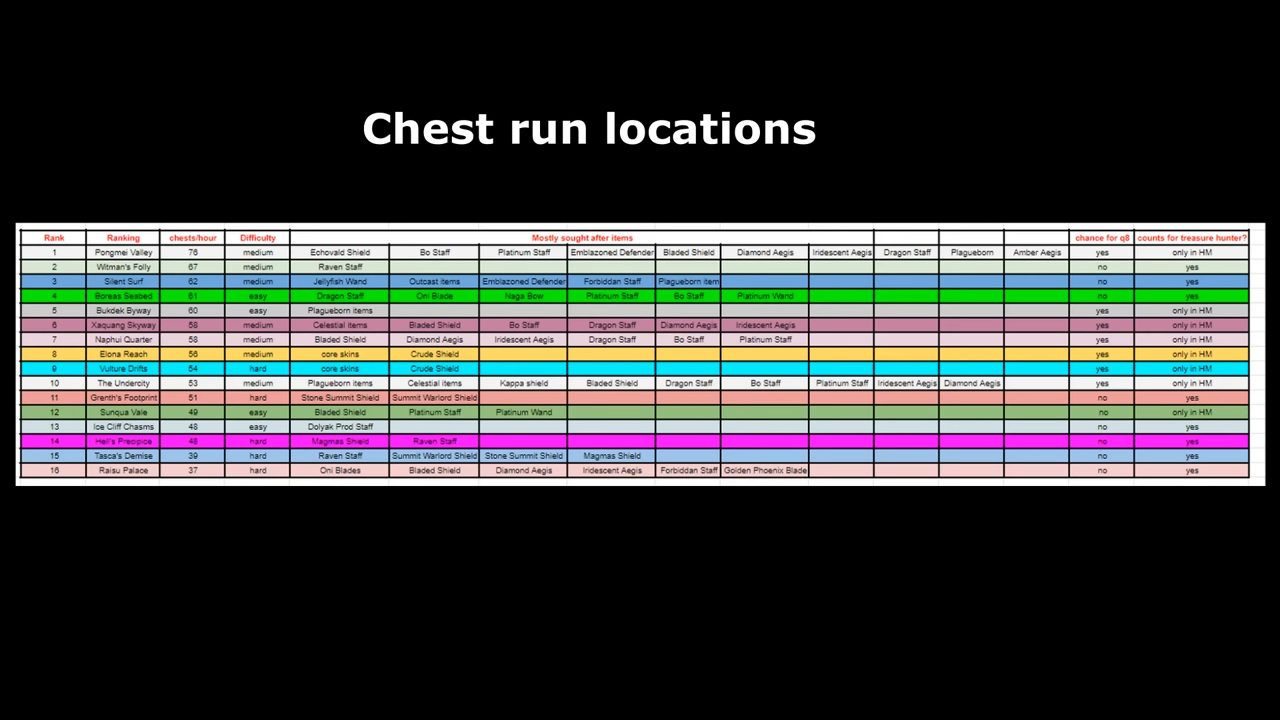 Chest run locations
Rank Ranking chests/hour Difficulty Mostly sought after items chance for q8 counts for treasure hunter?
1 Pongmei Valley 76 medium Echovald Shield Bo Staff Platinum Staff Emblazoned Defender Bladed Shield Diamond Aegis Iridescent Aegis Dragon Staff Plagueborn Amber Aegis yes only in HM
2 Witman's Folly 67 medium Raven Staff no yes
3 Silent Surf 62 medium Jellyfish Wand Outcast items Emblazoned Defender Forbiddan Staff Plagueborn item no yes
4 Boreas Seabed 61 easy Dragon Staff Oni Blade Naga Bow Platinum Staff Bo Staff Platinum Wand no yes
5 Bukdek Byway 60 easy Plagueborn items yes only in HM
6 Xaquang Skyway 58 medium Celestial items Bladed Shield Bo Staff Dragon Staff Diamond Aegis Iridescent Aegis yes only in HM
7 Naphui Quarter 58 medium Bladed Shield Diamond Aegis Iridescent Aegis Dragon Staff Bo Staff Platinum Staff yes only in HM
8 Elona Reach 56 medium core skins Crude Shield yes only in HM
9 Vulture Drifts 54 hard core skins Crude Shield yes only in HM
10 The Undercity 53 medium Plagueborn items Celestial items Kappa shield Bladed Shield Dragon Staff Bo Staff Platinum Staff Iridescent Aegis Diamond Aegis yes only in HM
11 Grenth's Footprint 51 hard Stone Summit Shield Summit Warlord Shield no yes
12 Sunqua Vale 49 easy Bladed Shield Platinum Staff Platinum Wand no only in HM
13 Ice Cliff Chasms 48 easy Dolyak Prod Staff no yes
14 Hell's Precipice 48 hard Magmas Shield Raven Staff no yes
15 Tasca's Demise 39 hard Raven Staff Summit Warlord Shield Stone Summit Shield Magmas Shield no yes
16 Raisu Palace 37 hard Oni Blades Bladed Shield Diamond Aegis Iridescent Aegis Forbiddan Staff Golden Phoenix Blade no yes